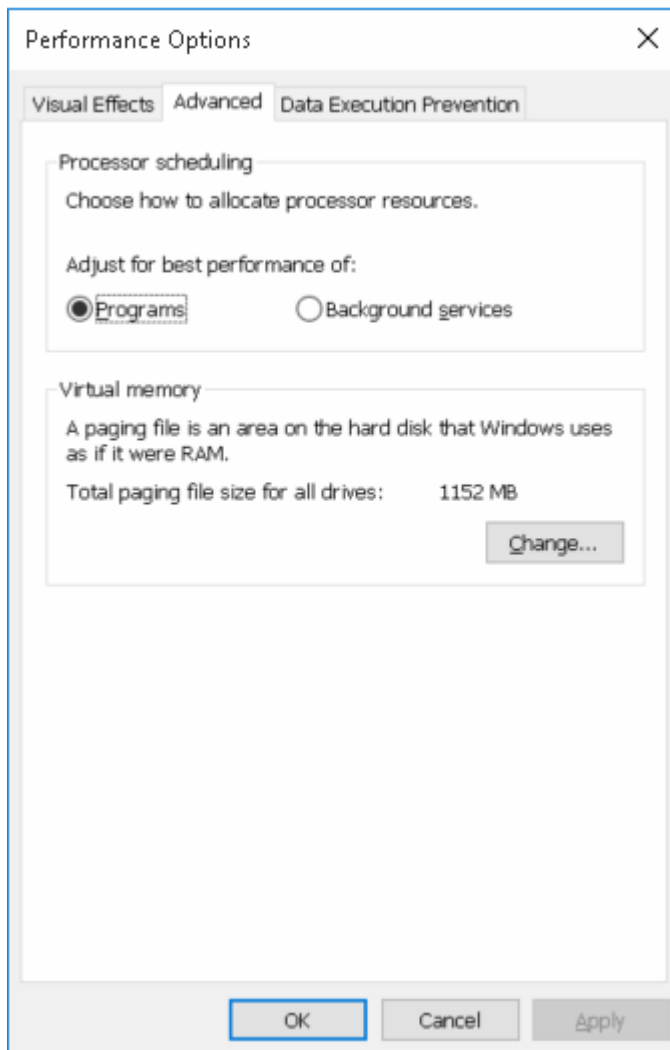 Performance Options
Visual Effects Advanced Data Execution Prevention
Processor scheduling
Choose how to allocate processor resources.
Adjust for best performance of:
Programs Background services
Virtual memory
A paging file is an area on the hard disk that Windows uses
as if it were RAM.
Total paging file size for all drives: 1152 MB
Change...
OK Cancel Apply